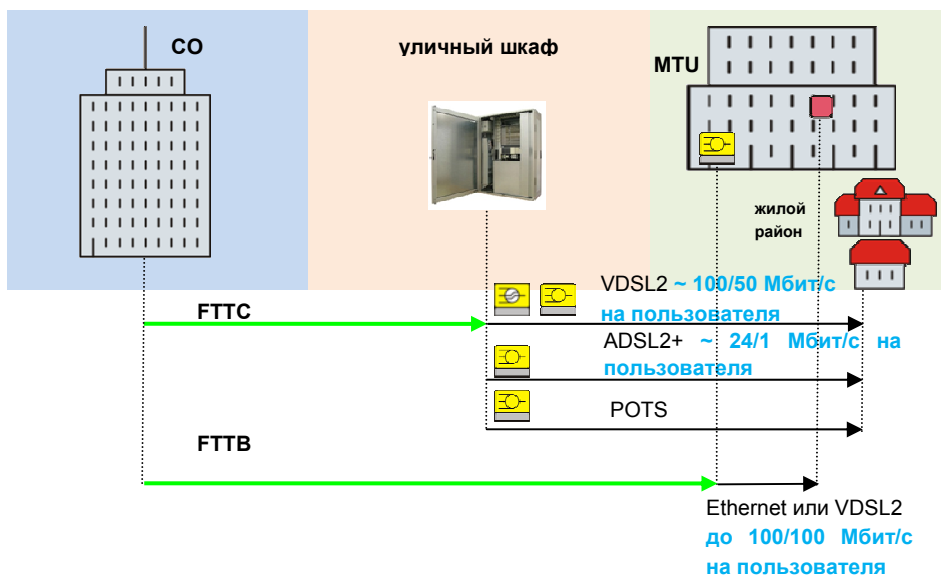 CO
уличный шкаф
MTU
жилой
район
VDSL2 ~ 100/50 Мбит/с
на пользователя
FTTC
ADSL2+ ~ 24/1 Мбит/с на
пользователя
POTS
FTTB
Ethernet или VDSL2
до 100/100 Мбит/с
на пользователя